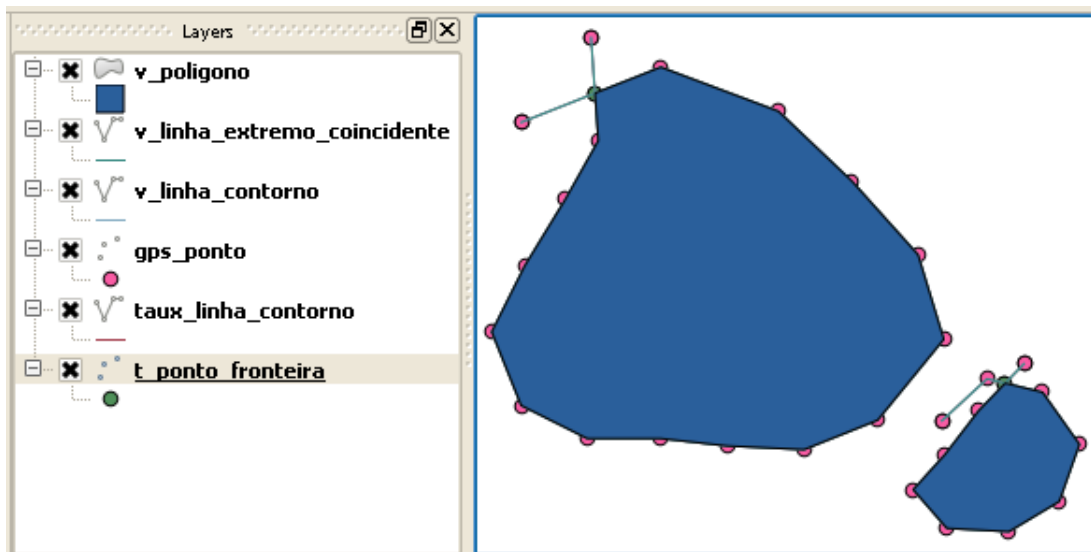 Layers
v_poligono
v_linha_extremo_coincidente
v_linha_contorno
gps_ponto
taux_linha_contorno
t_ponto_fronteira